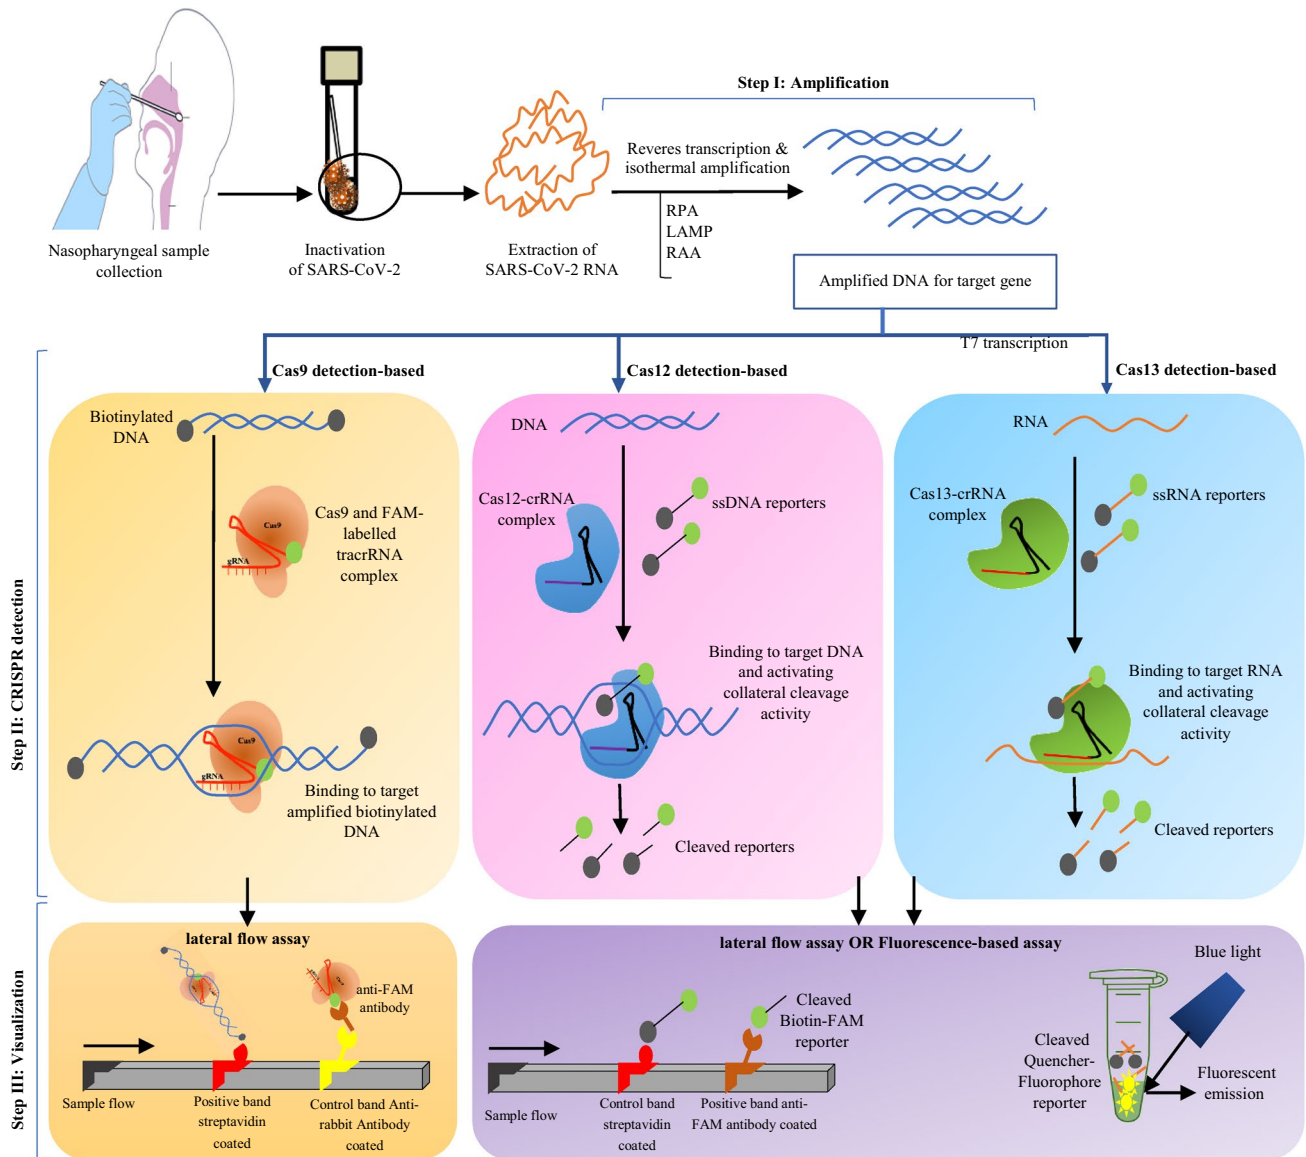 Step I: Amplification
Reveres transcription &
isothermal amplification
RPA
LAMP
RAA
Nasopharyngeal sample
collection
Inactivation
of SARS-CoV-2
Extraction of
SARS-CoV-2 RNA
Amplified DNA for target gene
T7 transcription
Step II: CRISPR detection
Cas9 detection-based
Biotinylated
DNA
Cas9
gRNA
Cas9 and FAM-
labelled
tracrRNA
complex
Cas9
gRNA
Binding to target
amplified biotinylated
DNA
Cas12 detection-based
DNA
Cas12-crRNA
complex
ssDNA reporters
Binding to target DNA
and activating
collateral cleavage
activity
Cleaved reporters
Cas13 detection-based
RNA
Cas13-crRNA
complex
ssRNA reporters
Binding to target RNA
and activating
collateral cleavage
activity
Cleaved reporters
Step III: Visualization
lateral flow assay
anti-FAM
antibody
Sample flow
Positive band
streptavidin
coated
Control band Anti-
rabbit Antibody
coated
lateral flow assay OR Fluorescence-based assay
Cleaved
Biotin-FAM
reporter
Sample flow
Control band
streptavidin
coated
Positive band anti-
FAM antibody coated
Blue light
Cleaved
Quencher-
Fluorophore
reporter
Fluorescent
emission